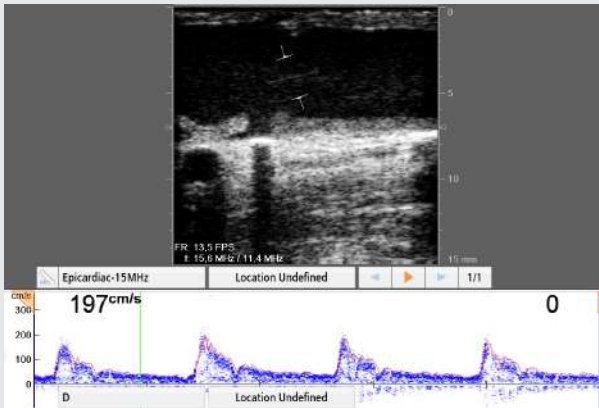 0
5
10
FR: 13,5 FPS
f: 15,6 MHz / 11,4 MHz
15 mm
Epicardiac-15MHz
Location Undefined
1/1
cm/s
197cm/s
0
300
200
100
0
D
Location Undefined